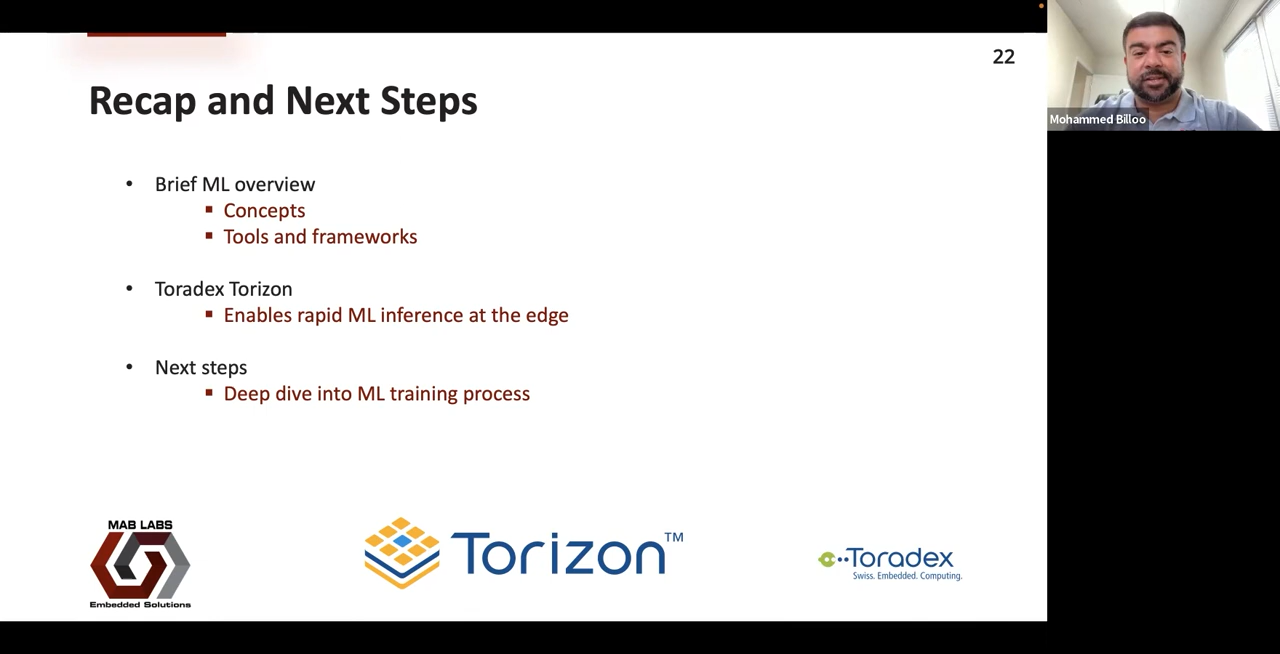 22
Recap and Next Steps
• Brief ML overview
▪ Concepts
▪ Tools and frameworks
• Toradex Torizon
▪ Enables rapid ML inference at the edge
• Next steps
▪ Deep dive into ML training process
MAB LABS
Embedded Solutions
Torizon™
Toradex
Swiss. Embedded. Computing.
Mohammed Billoo